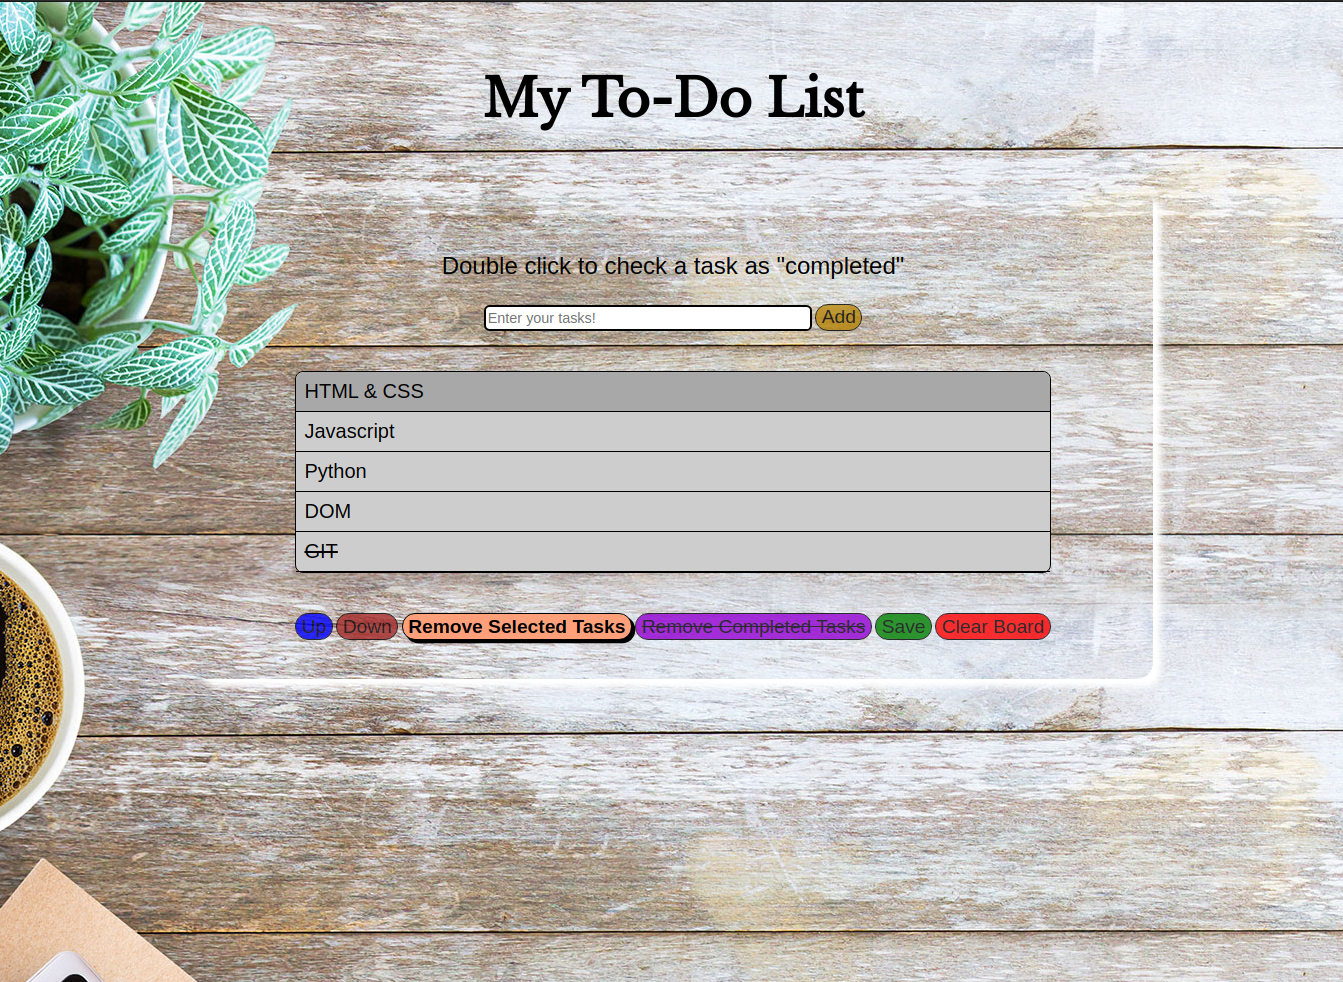 My To-Do List
Double click to check a task as "completed"
Enter your tasks! Add
HTML & CSS
Javascript
Python
DOM
GIT
Up Down Remove Selected Tasks Remove Completed Tasks Save Clear Board